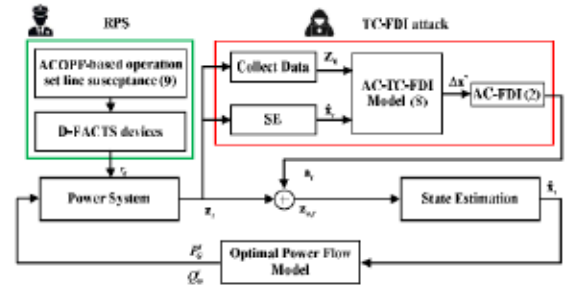 RPS
TC-FDI attack
ACOPF-based operation
set line susceptance (9)
D-FACTS devices
Collect Data
SE
AC-TC-FDI
Model (8)
AC-FDI (2)
Power System
State Estimation
Optimal Power Flow
Model